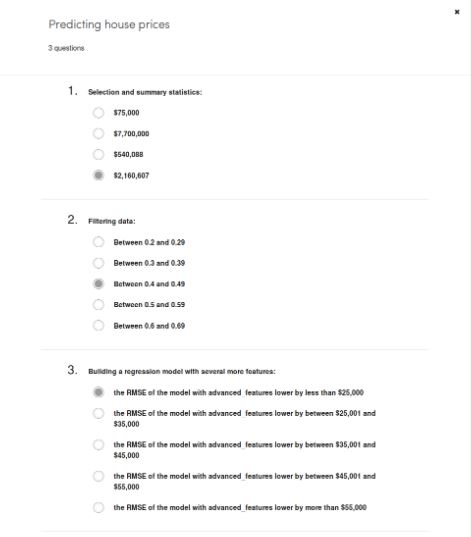 Predicting house prices
3 questions
1. Selection and summary statistics:
$75,000
$7,700,000
$540,088
$2,160,607
2. Filtering data:
Between 0.2 and 0.29
Between 0.3 and 0.39
Between 0.4 and 0.49
Between 0.5 and 0.59
Between 0.6 and 0.69
3. Building a regression model with several more features:
the RMSE of the model with advanced_features lower by less than $25,000
the RMSE of the model with advanced_features lower by between $25,001 and
$35,000
the RMSE of the model with advanced_features lower by between $35,001 and
$45,000
the RMSE of the model with advanced_features lower by between $45,001 and
$55,000
the RMSE of the model with advanced_features lower by more than $55,000